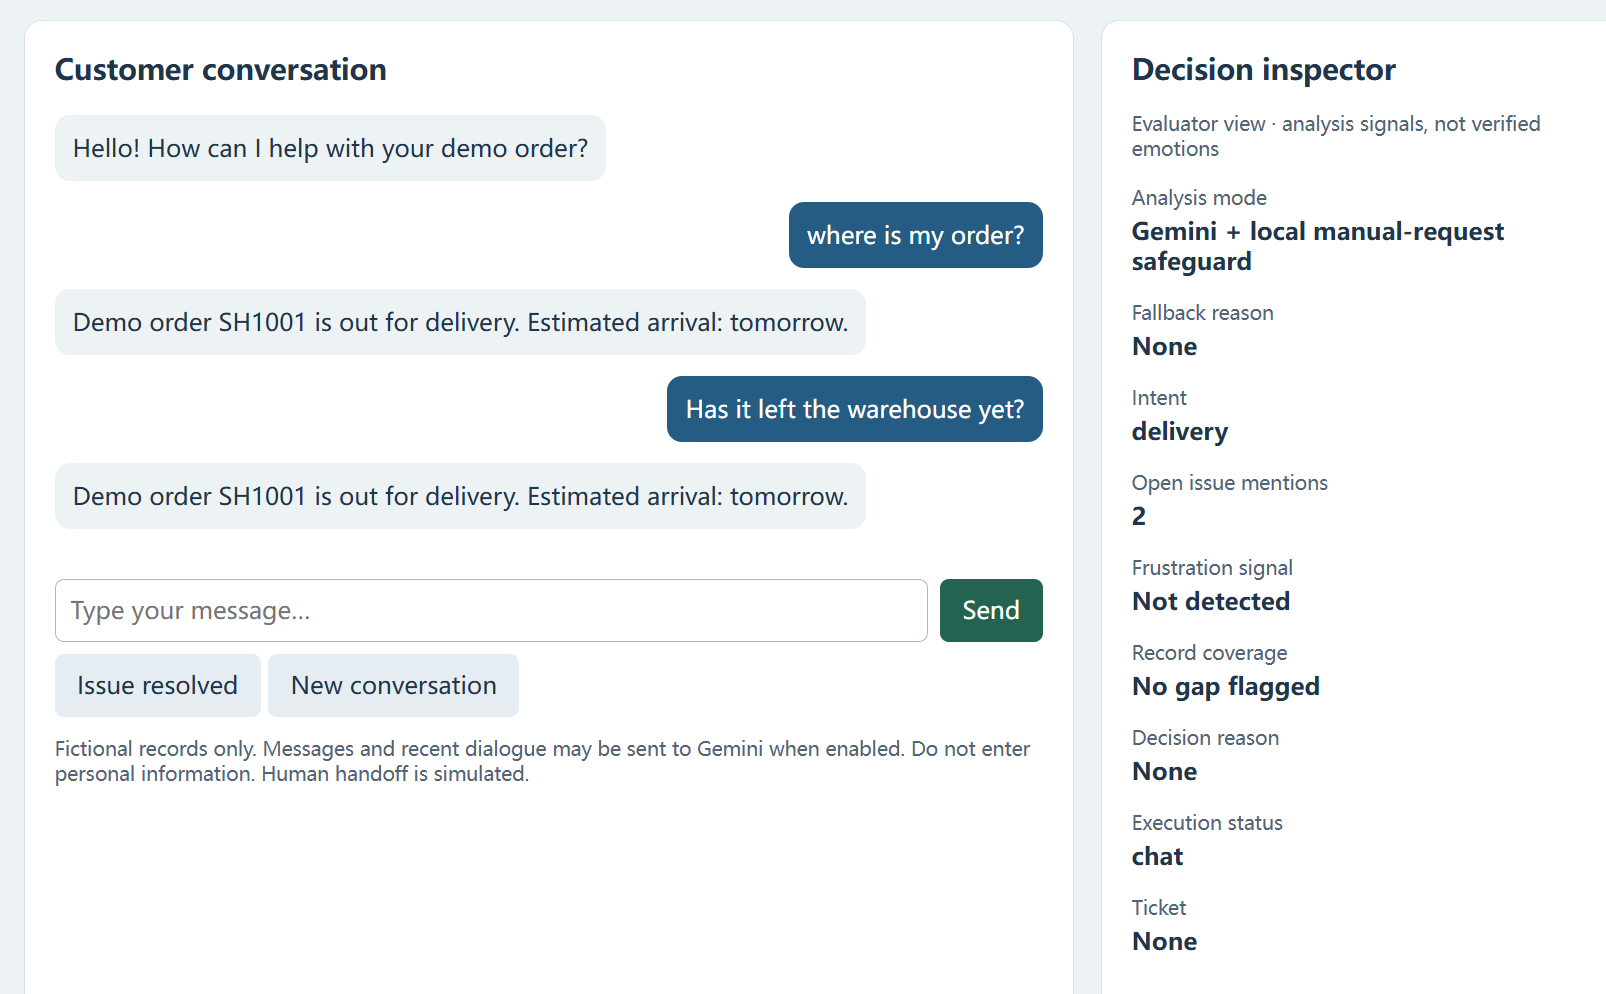 Customer conversation
Hello! How can I help with your demo order?
where is my order?
Demo order SH1001 is out for delivery. Estimated arrival: tomorrow.
Has it left the warehouse yet?
Demo order SH1001 is out for delivery. Estimated arrival: tomorrow.
Type your message...
Send
Issue resolved
New conversation
Fictional records only. Messages and recent dialogue may be sent to Gemini when enabled. Do not enter
personal information. Human handoff is simulated.
Decision inspector
Evaluator view · analysis signals, not verified
emotions
Analysis mode
Gemini + local manual-request
safeguard
Fallback reason
None
Intent
delivery
Open issue mentions
2
Frustration signal
Not detected
Record coverage
No gap flagged
Decision reason
None
Execution status
chat
Ticket
None